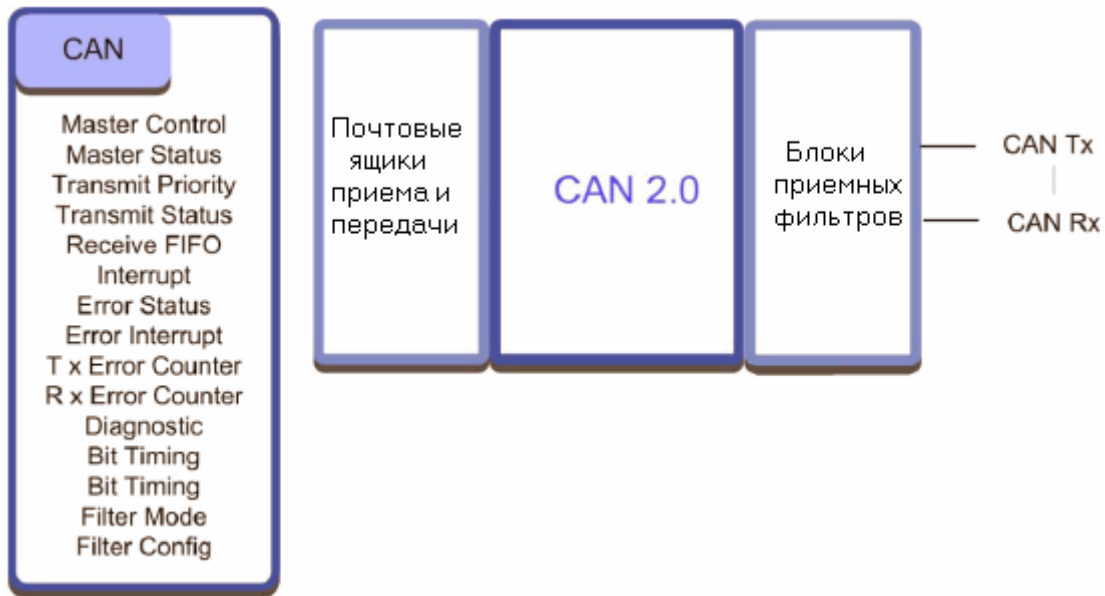 CAN
Master Control
Master Status
Transmit Priority
Transmit Status
Receive FIFO
Interrupt
Error Status
Error Interrupt
T x Error Counter
R x Error Counter
Diagnostic
Bit Timing
Bit Timing
Filter Mode
Filter Config
Почтовые
ящики
приема и
передачи
CAN 2.0
Блоки
приемных
фильтров
CAN Tx
CAN Rx